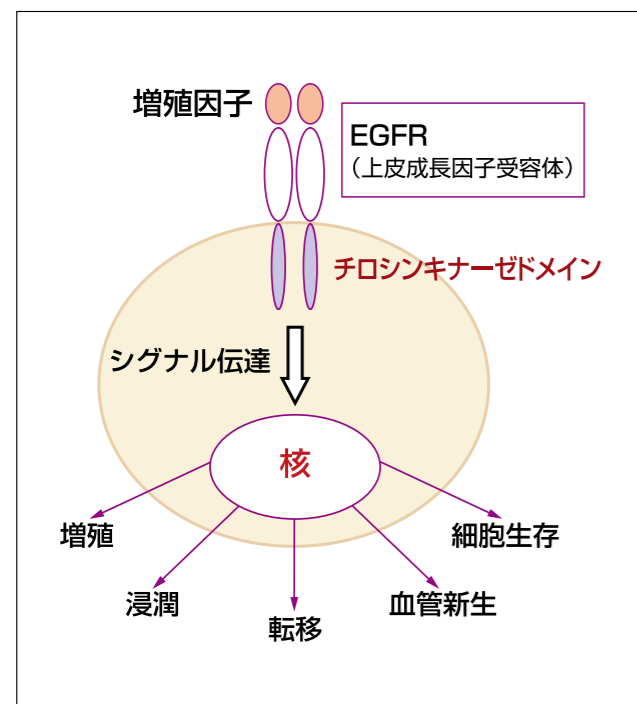 増殖因子
EGFR
（上皮成長因子受容体）
チロシンキナーゼドメイン
シグナル伝達
核
増殖
浸潤
転移
血管新生
細胞生存